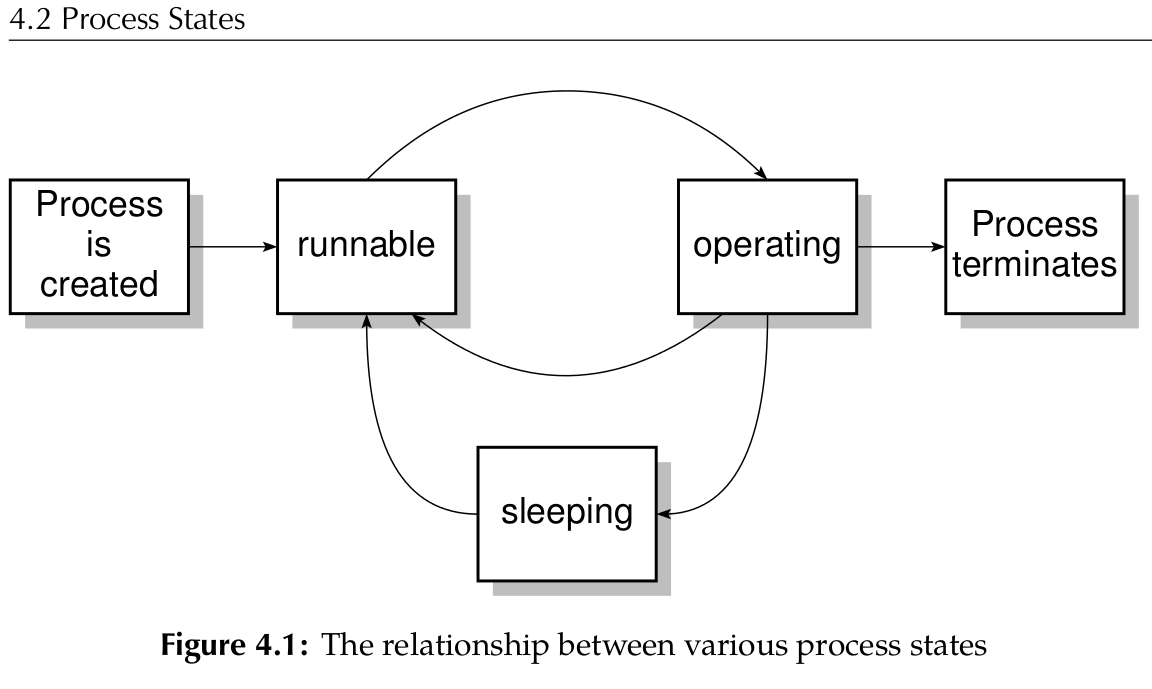 4.2 Process States
Process
is
created
runnable
operating
Process
terminates
sleeping
Figure 4.1: The relationship between various process states